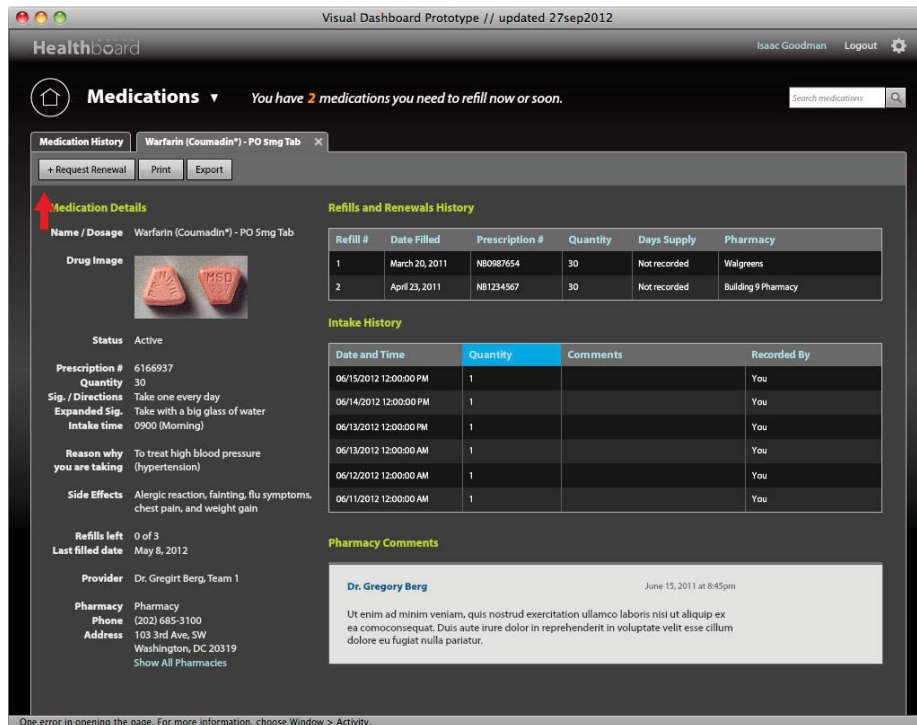 Visual Dashboard Prototype // updated 27sep2012
Healthboard
Isaac Goodman Logout
Medications ▼ You have 2 medications you need to refill now or soon.
Search medications
Medication History Warfarin (Coumadin*) - PO 5mg Tab ✕
+ Request Renewal Print Export
Medication Details
Name / Dosage Warfarin (Coumadin*) - PO 5mg Tab
Drug Image
MSD
Status Active
Prescription # 6166937
Quantity 30
Sig. / Directions Take one every day
Expanded Sig. Take with a big glass of water
Intake time 0900 (Morning)
Reason why To treat high blood pressure
you are taking (hypertension)
Side Effects Alergic reaction, fainting, flu symptoms,
chest pain, and weight gain
Refills left 0 of 3
Last filled date May 8, 2012
Provider Dr. Gregirt Berg, Team 1
Pharmacy Pharmacy
Phone (202) 685-3100
Address 103 3rd Ave, SW
Washington, DC 20319
Show All Pharmacies
Refills and Renewals History
Refill # Date Filled Prescription # Quantity Days Supply Pharmacy
1 March 20, 2011 NB0987654 30 Not recorded Walgreens
2 April 23, 2011 NB1234567 30 Not recorded Building 9 Pharmacy
Intake History
Date and Time Quantity Comments Recorded By
06/15/2012 12:00:00 PM 1 You
06/14/2012 12:00:00 PM 1 You
06/13/2012 12:00:00 PM 1 You
06/13/2012 12:00:00 AM 1 You
06/12/2012 12:00:00 AM 1 You
06/11/2012 12:00:00 AM 1 You
Pharmacy Comments
Dr. Gregory Berg June 15, 2011 at 8:45pm
Ut enim ad minim veniam, quis nostrud exercitation ullamco laboris nisi ut aliquip ex
ea comoconsequat. Duis aute irure dolor in reprehenderit in voluptate velit esse cillum
dolore eu fugiat nulla pariatur.
One error in opening the page. For more information, choose Window > Activity.